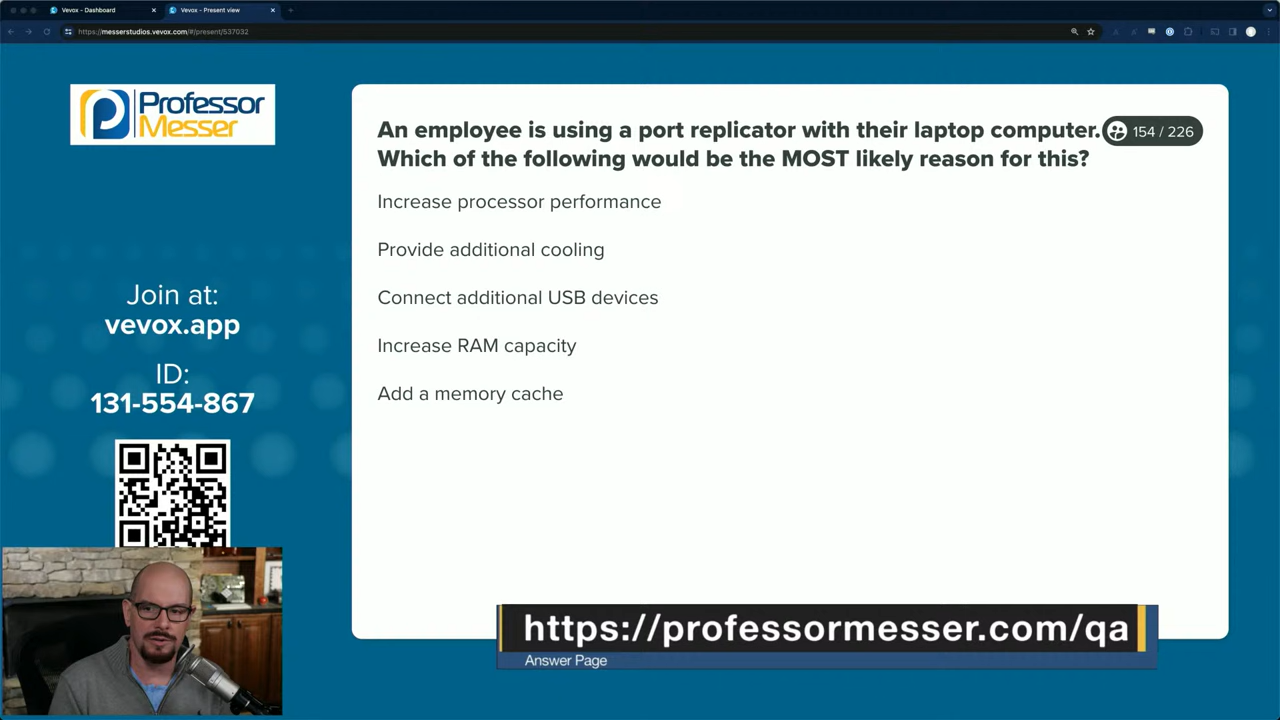 Vevox - Dashboard
Vevox - Present view
https://messerstudios.vevox.com/#/present/537032
Professor
Messer
An employee is using a port replicator with their laptop computer.
Which of the following would be the MOST likely reason for this?
154 / 226
Increase processor performance
Provide additional cooling
Connect additional USB devices
Increase RAM capacity
Add a memory cache
Join at:
vevox.app
ID:
131-554-867
https://professormesser.com/qa
Answer Page